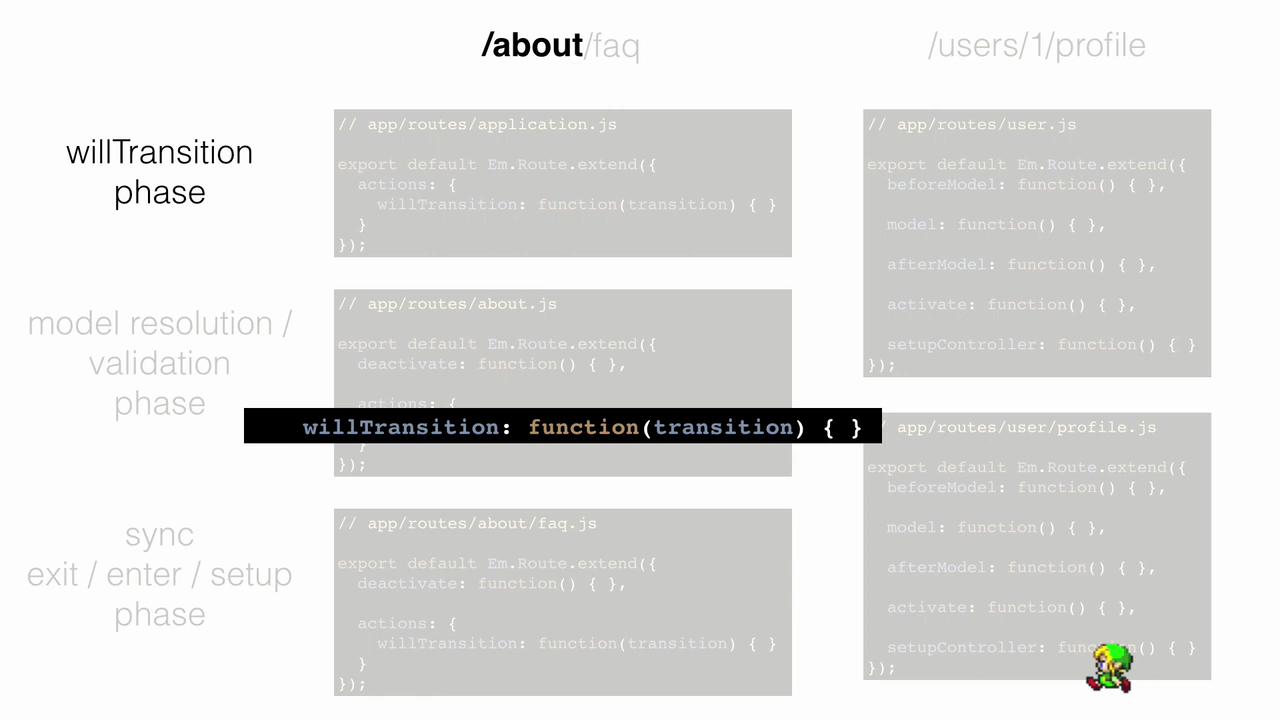 /about/faq
/users/1/profile
willTransition
phase
model resolution /
validation
phase
sync
exit / enter / setup
phase
// app/routes/application.js
export default Em.Route.extend({
actions: {
willTransition: function(transition) { }
}
});
// app/routes/about.js
export default Em.Route.extend({
deactivate: function() { },
actions: {
willTransition: function(transition) { }
}
});
// app/routes/about/faq.js
export default Em.Route.extend({
deactivate: function() { },
actions: {
willTransition: function(transition) { }
}
});
// app/routes/user.js
export default Em.Route.extend({
beforeModel: function() { },
model: function() { },
afterModel: function() { },
activate: function() { },
setupController: function() { }
});
app/routes/user/profile.js
export default Em.Route.extend({
beforeModel: function() { },
model: function() { },
afterModel: function() { },
activate: function() { },
setupController: function() { }
});